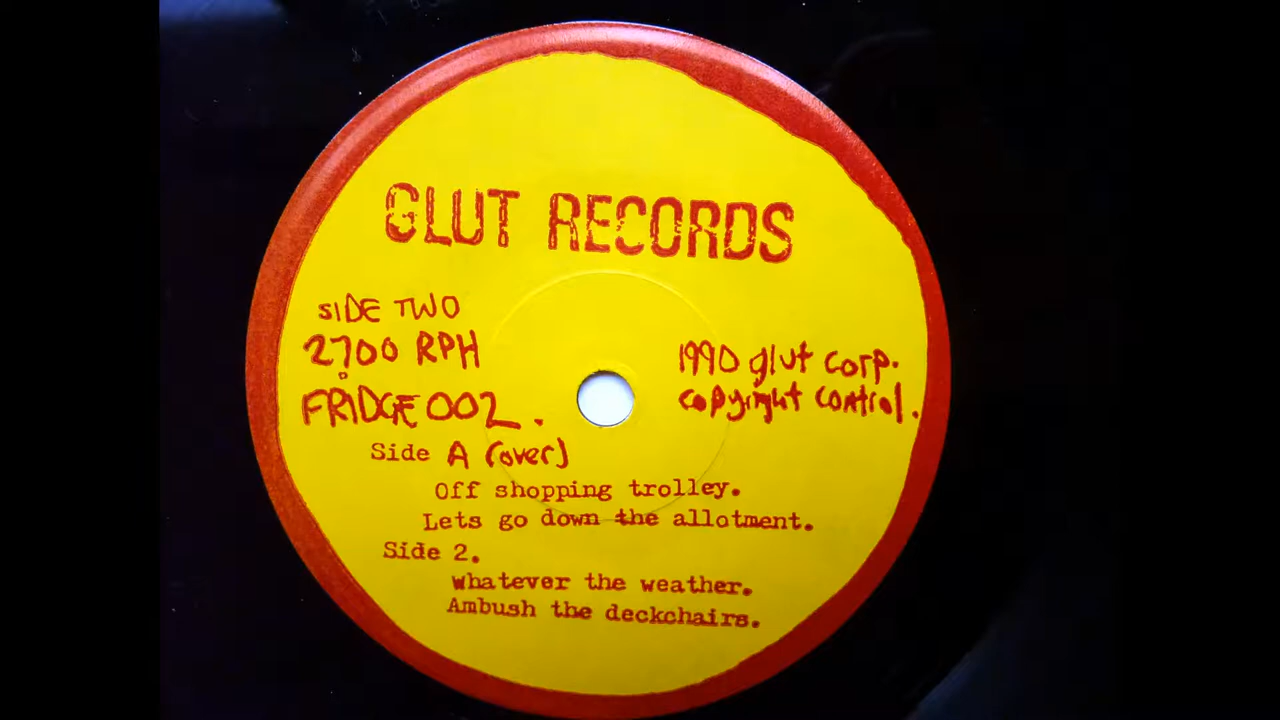 GLUT RECORDS
SIDE TWO
2700 RPH
FRIDGE 002.
1990 glut corp.
copyright control.
Side A (over)
Off shopping trolley.
Lets go down the allotment.
Side 2.
whatever the weather.
Ambush the deckchairs.